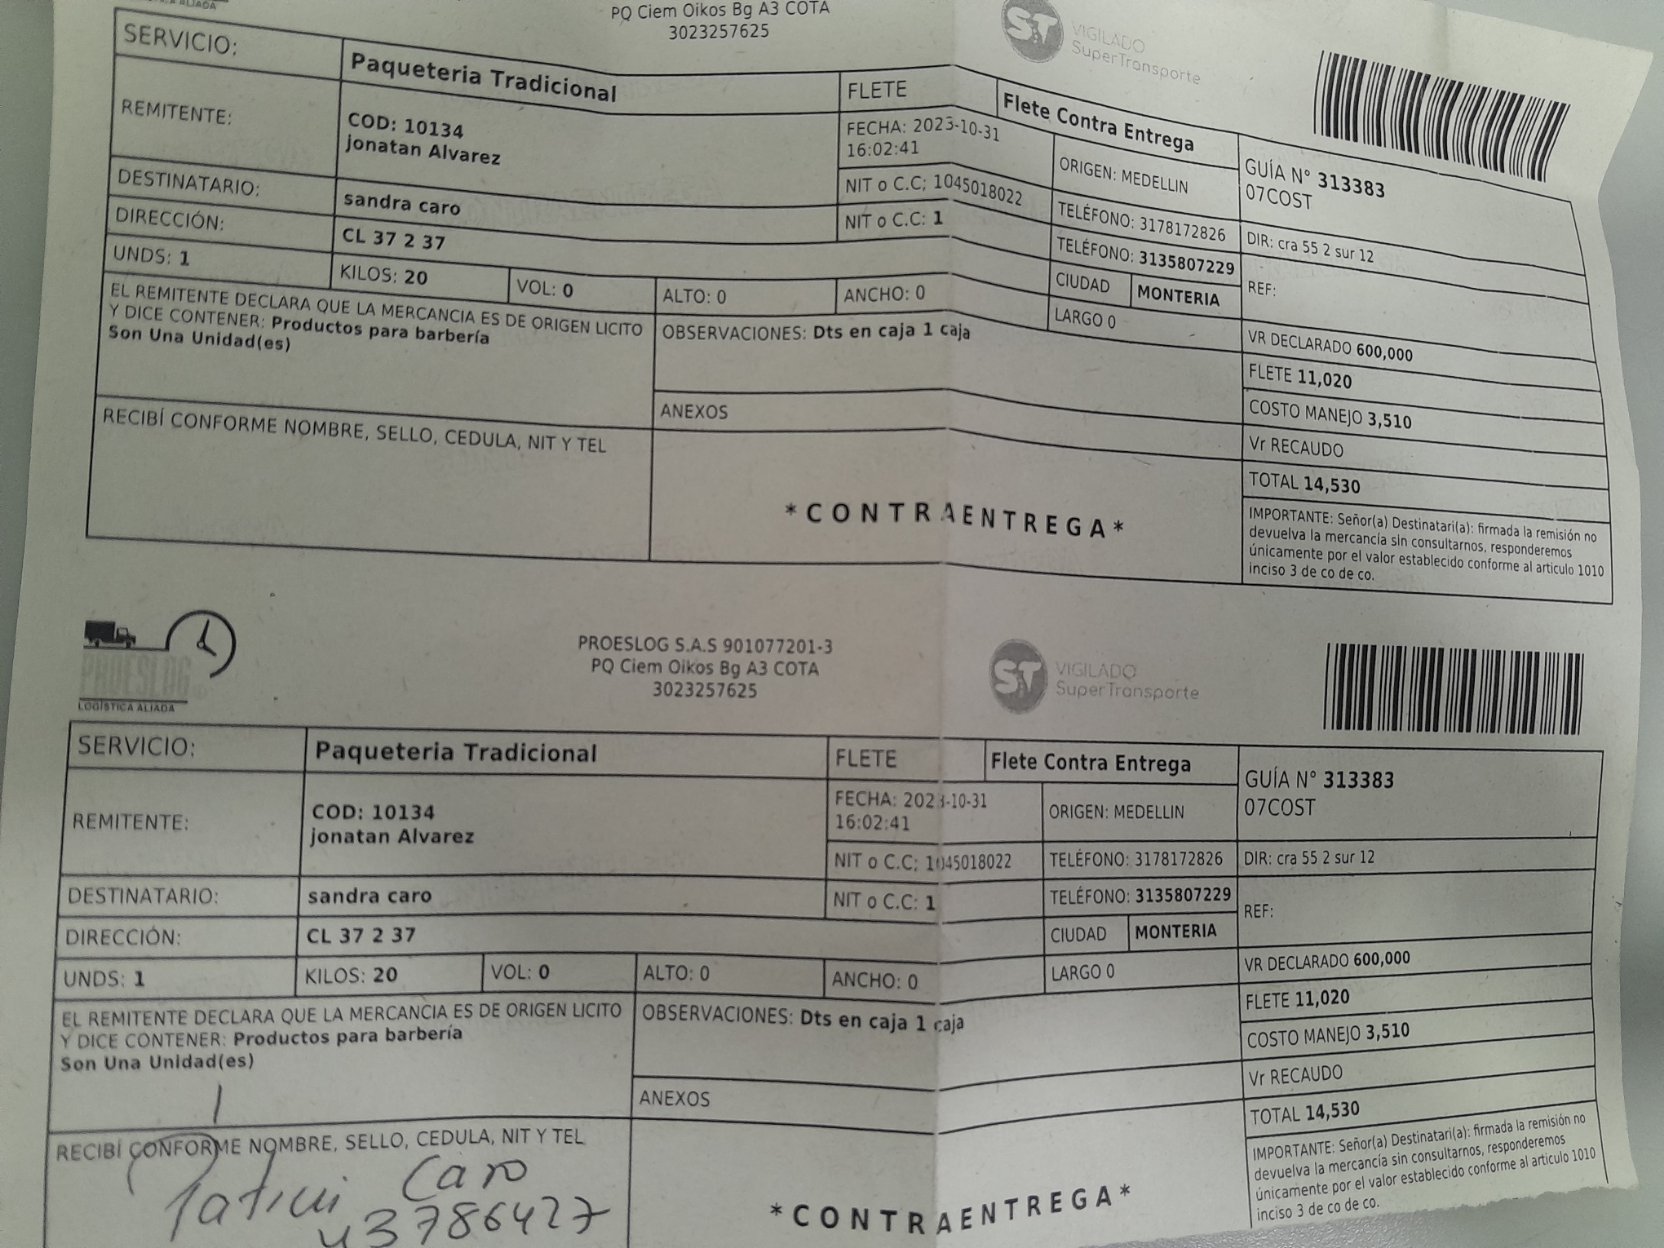 PQ Ciem Oikos Bg A3 COTA
3023257625
ST VIGILADO
SuperTransporte
SERVICIO: Paqueteria Tradicional FLETE Flete Contra Entrega
REMITENTE: COD: 10134
jonatan Alvarez
FECHA: 2023-10-31
16:02:41
ORIGEN: MEDELLIN
GUÍA N° 313383
07COST
NIT o C.C; 1045018022 TELÉFONO: 3178172826 DIR: cra 55 2 sur 12
DESTINATARIO: sandra caro NIT o C.C: 1 TELÉFONO: 3135807229 REF:
DIRECCIÓN: CL 37 2 37 CIUDAD MONTERIA
UNDS: 1 KILOS: 20 VOL: 0 ALTO: 0 ANCHO: 0 LARGO 0 VR DECLARADO 600,000
EL REMITENTE DECLARA QUE LA MERCANCIA ES DE ORIGEN LICITO
Y DICE CONTENER: Productos para barbería
Son Una Unidad(es)
OBSERVACIONES: Dts en caja 1 caja
FLETE 11,020
COSTO MANEJO 3,510
ANEXOS
Vr RECAUDO
TOTAL 14,530
RECIBÍ CONFORME NOMBRE, SELLO, CEDULA, NIT Y TEL
*CONTRAENTREGA*
IMPORTANTE: Señor(a) Destinatari(a): firmada la remisión no
devuelva la mercancía sin consultarnos, responderemos
únicamente por el valor establecido conforme al articulo 1010
inciso 3 de co de co.
PROESLOG
LOGÍSTICA ALIADA
PROESLOG S.A.S 901077201-3
PQ Ciem Oikos Bg A3 COTA
3023257625
ST VIGILADO
SuperTransporte
SERVICIO: Paqueteria Tradicional FLETE Flete Contra Entrega
REMITENTE: COD: 10134
jonatan Alvarez
FECHA: 2023-10-31
16:02:41
ORIGEN: MEDELLIN
GUÍA N° 313383
07COST
NIT o C.C; 1045018022 TELÉFONO: 3178172826 DIR: cra 55 2 sur 12
DESTINATARIO: sandra caro NIT o C.C: 1 TELÉFONO: 3135807229 REF:
DIRECCIÓN: CL 37 2 37 CIUDAD MONTERIA
UNDS: 1 KILOS: 20 VOL: 0 ALTO: 0 ANCHO: 0 LARGO 0 VR DECLARADO 600,000
EL REMITENTE DECLARA QUE LA MERCANCIA ES DE ORIGEN LICITO
Y DICE CONTENER: Productos para barbería
Son Una Unidad(es)
OBSERVACIONES: Dts en caja 1 caja
FLETE 11,020
COSTO MANEJO 3,510
ANEXOS
Vr RECAUDO
TOTAL 14,530
RECIBÍ CONFORME NOMBRE, SELLO, CEDULA, NIT Y TEL
Caro
*CONTRAENTREGA*
IMPORTANTE: Señor(a) Destinatari(a): firmada la remisión no
devuelva la mercancía sin consultarnos, responderemos
únicamente por el valor establecido conforme al articulo 1010
inciso 3 de co de co.